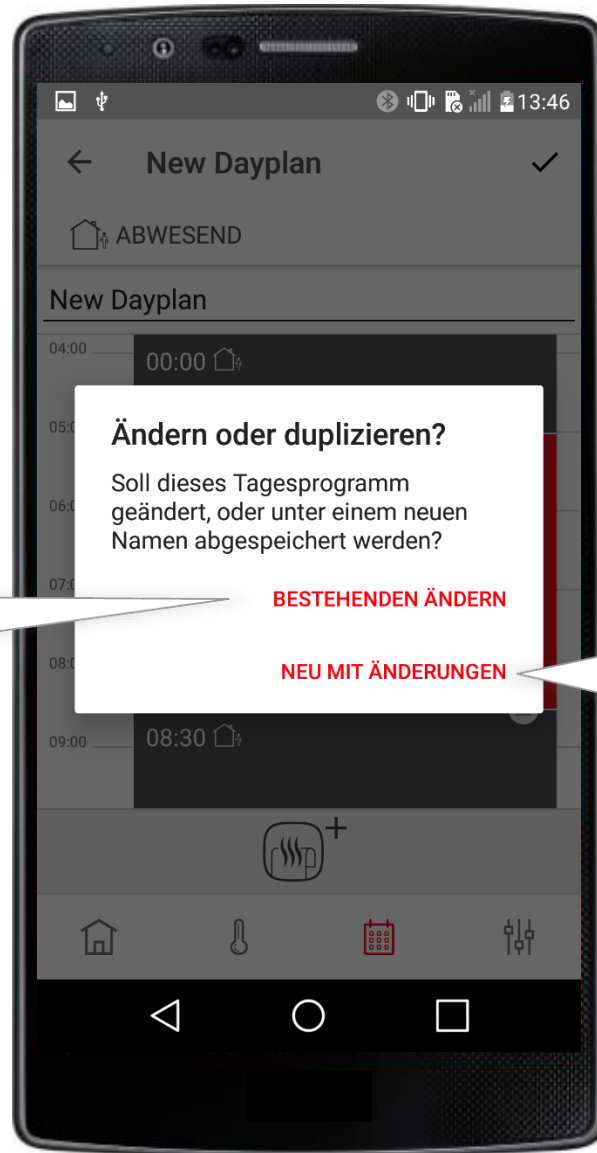 13:46
New Dayplan
ABWESEND
New Dayplan
04:00
00:00
05:0
Ändern oder duplizieren?
Soll dieses Tagesprogramm
geändert, oder unter einem neuen
Namen abgespeichert werden?
06:0
07:0
BESTEHENDEN ÄNDERN
08:0
NEU MIT ÄNDERUNGEN
09:00
08:30